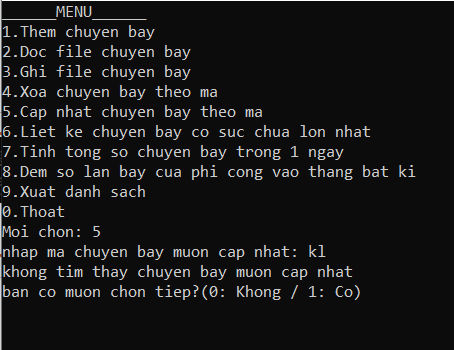 ______MENU______
1.Them chuyen bay
2.Doc file chuyen bay
3.Ghi file chuyen bay
4.Xoa chuyen bay theo ma
5.Cap nhat chuyen bay theo ma
6.Liet ke chuyen bay co suc chua lon nhat
7.Tinh tong so chuyen bay trong 1 ngay
8.Dem so lan bay cua phi cong vao thang bat ki
9.Xuat danh sach
0.Thoat
Moi chon: 5
nhap ma chuyen bay muon cap nhat: kl
khong tim thay chuyen bay muon cap nhat
ban co muon chon tiep?(0: Khong / 1: Co)